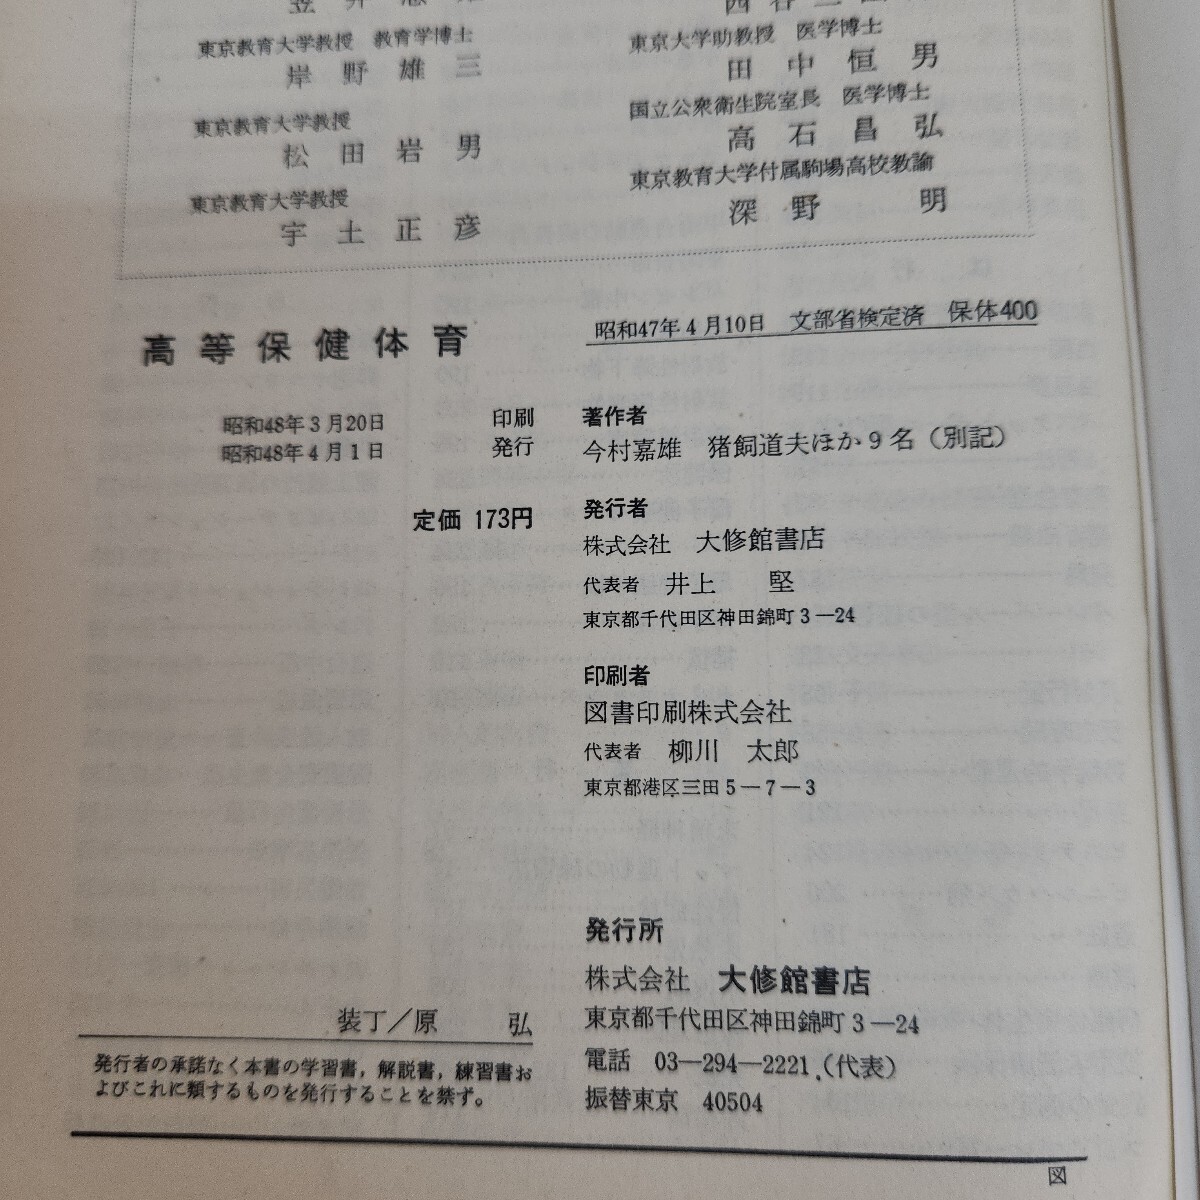 東京教育大学教授 教育学博士
岸野雄三
東京教育大学教授
松田岩男
東京教育大学教授
宇土正彦
東京大学助教授 医学博士
田中恒男
国立公衆衛生院室長 医学博士
高石昌弘
東京教育大学付属駒場高校教諭
深野 明
高等保健体育
昭和47年4月10日 文部省検定済 保体400
昭和48年3月20日 印刷
昭和48年4月1日 発行
定価 173円
著作者
今村嘉雄 猪飼道夫ほか9名（別記）
発行者
株式会社 大修館書店
代表者 井上 堅
東京都千代田区神田錦町3—24
印刷者
図書印刷株式会社
代表者 柳川 太郎
東京都港区三田5—7—3
発行所
株式会社 大修館書店
東京都千代田区神田錦町3—24
電話 03—294—2221（代表）
振替東京 40504
装丁／原 弘
発行者の承諾なく本書の学習書，解説書，練習書お
よびこれに類するものを発行することを禁ず。
図